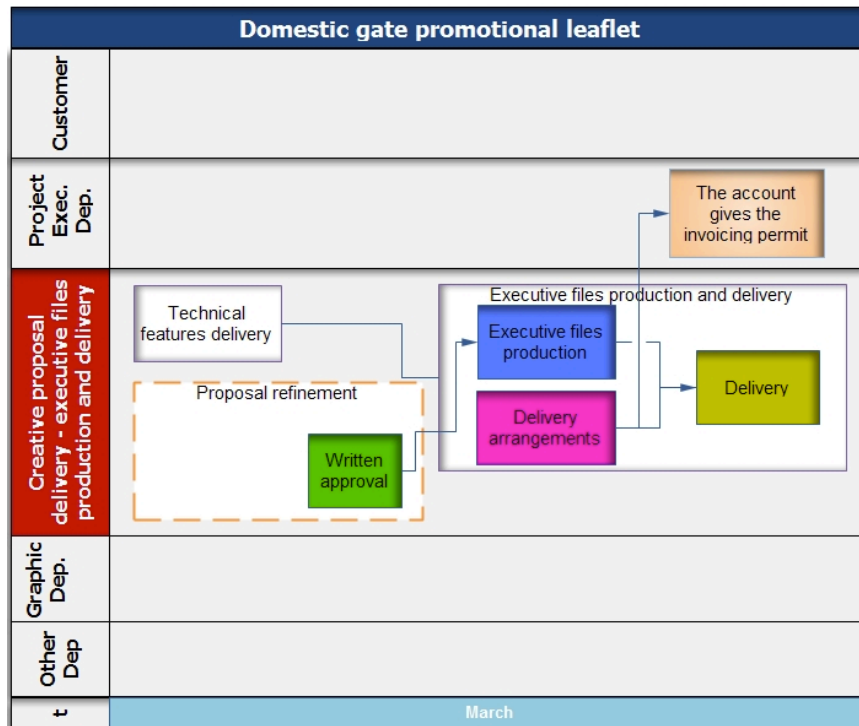 Domestic gate promotional leaflet
Customer
Project
Exec.
Dep.
The account
gives the
invoicing permit
Creative proposal
delivery - executive files
production and delivery
Technical
features delivery
Executive files production and delivery
Executive files
production
Delivery
Proposal refinement
Delivery
arrangements
Written
approval
Graphic
Dep.
Other
Dep
t
March